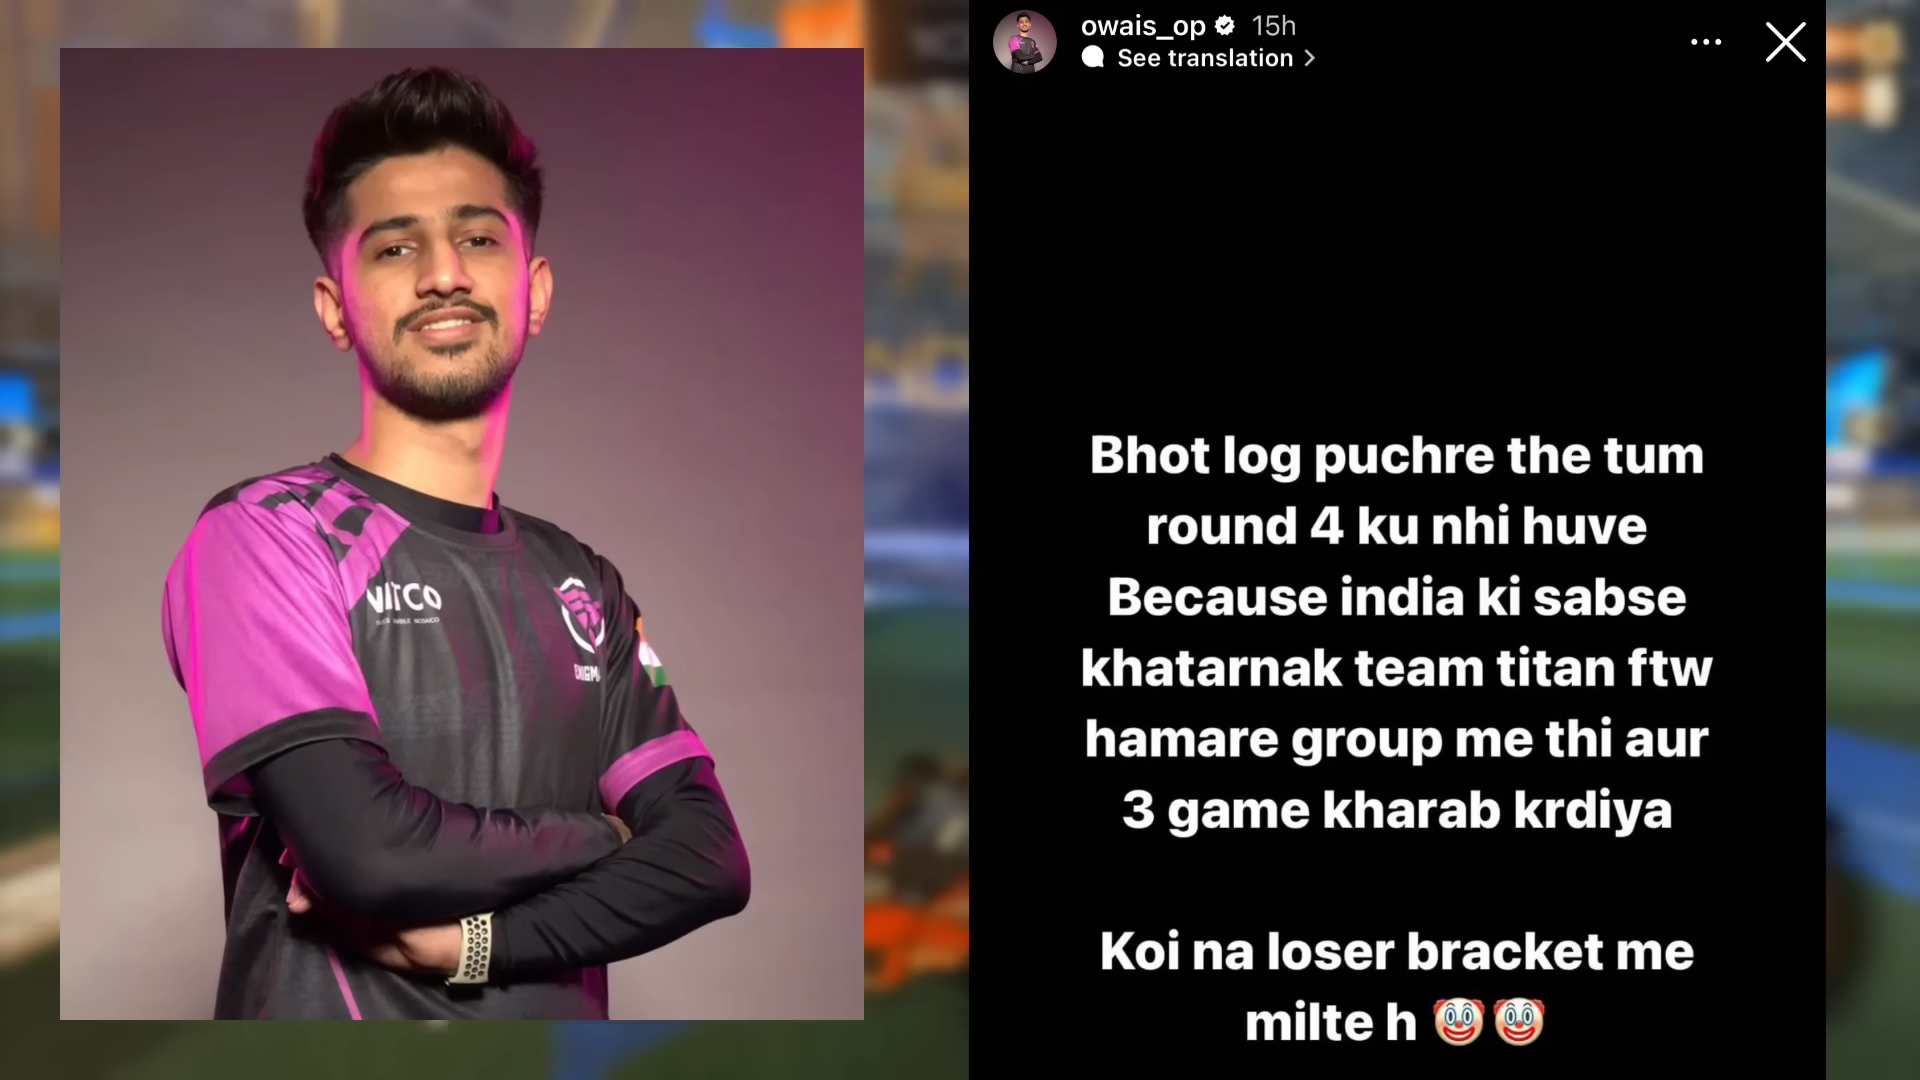 owais_op 15h
See translation
Bhot log puchre the tum
round 4 ku nhi huve
Because india ki sabse
khatarnak team titan ftw
hamare group me thi aur
3 game kharab krdiya
Koi na loser bracket me
milte h 🤡🤡